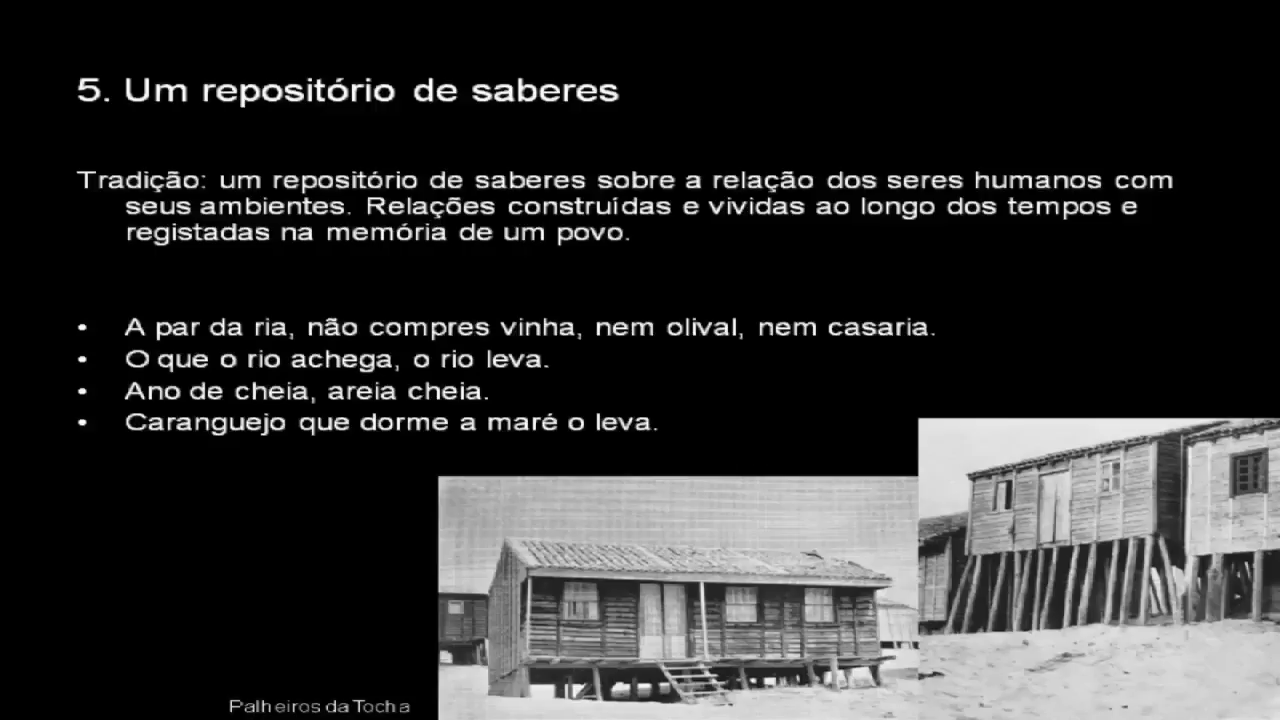 5. Um repositório de saberes
Tradição: um repositório de saberes sobre a relação dos seres humanos com
seus ambientes. Relações construídas e vividas ao longo dos tempos e
registadas na memória de um povo.
• A par da ria, não compres vinha, nem olival, nem casaria.
• O que o rio achega, o rio leva.
• Ano de cheia, areia cheia.
• Caranguejo que dorme a maré o leva.
Palheiros da Tocha